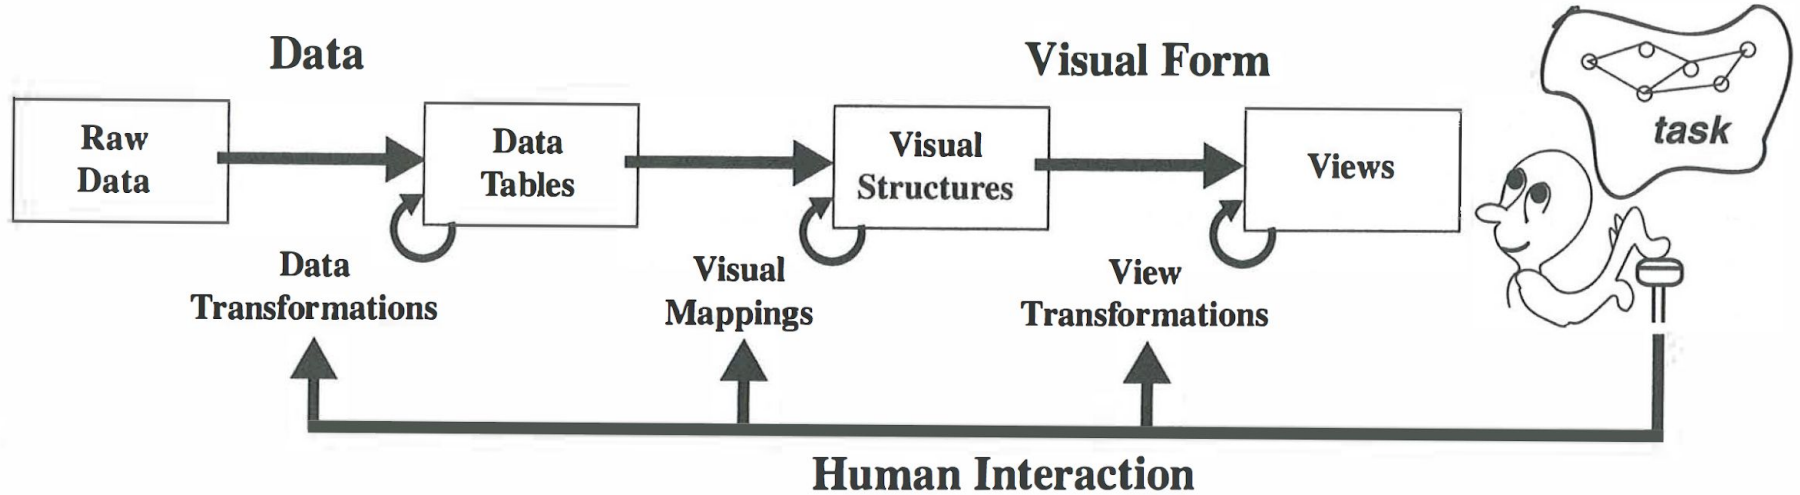 Data
Visual Form
Raw
Data
Data
Tables
Visual
Structures
Views
task
Data
Transformations
Visual
Mappings
View
Transformations
Human Interaction